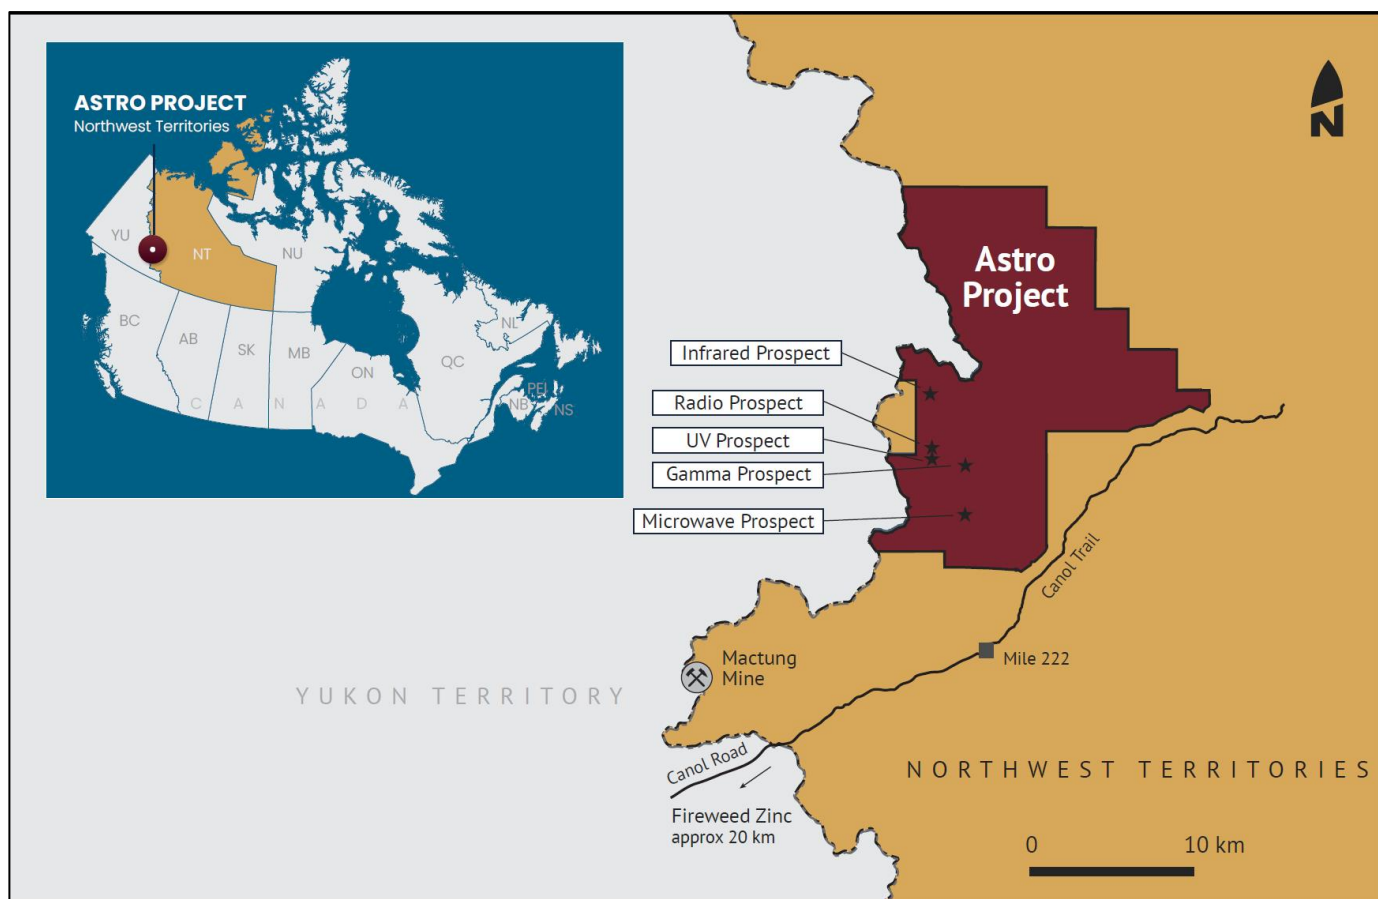 ASTRO PROJECT
Northwest Territories
YU
NT
NU
BC
AB
SK
MB
ON
QC
NL
PEI
NB
NS
C A N A D A
N
Astro
Project
Infrared Prospect
Radio Prospect
UV Prospect
Gamma Prospect
Microwave Prospect
Canol Trail
Mile 222
Mactung
Mine
YUKON TERRITORY
Canol Road
Fireweed Zinc
approx 20 km
NORTHWEST TERRITORIES
0 10 km